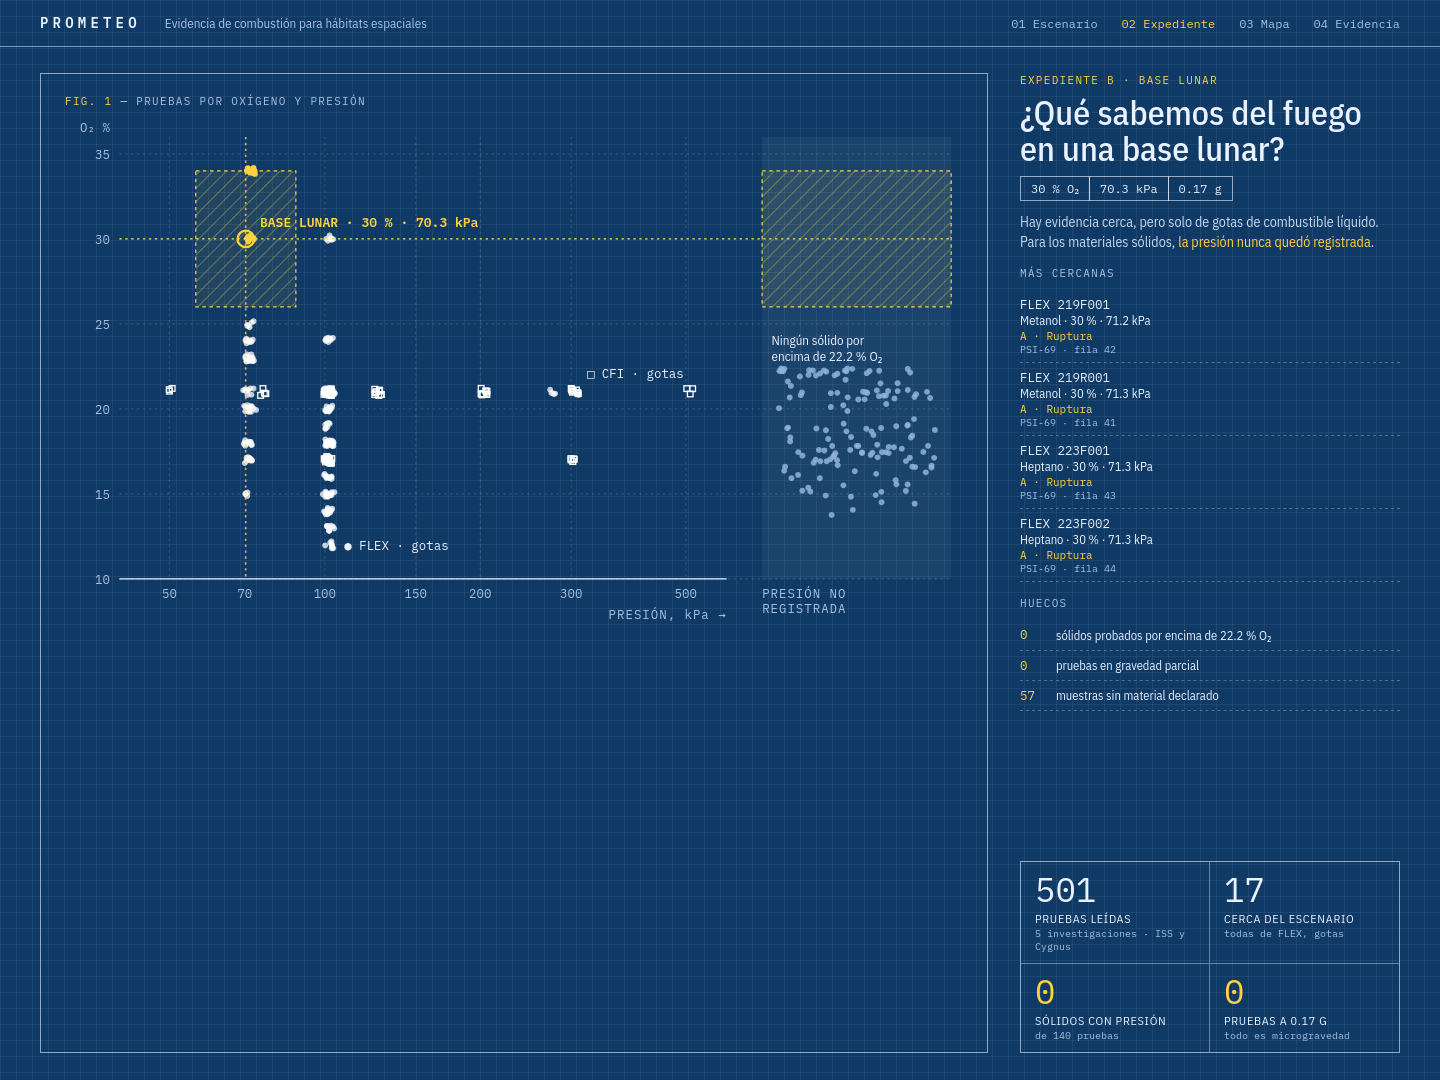 PROMETEO
Evidencia de combustión para hábitats espaciales
01 Escenario
02 Expediente
03 Mapa
04 Evidencia
FIG. 1 — PRUEBAS POR OXÍGENO Y PRESIÓN
O₂ %
35
30
25
20
15
10
BASE LUNAR · 30 % · 70.3 kPa
Ningún sólido por
encima de 22.2 % O₂
□ CFI · gotas
● FLEX · gotas
50
70
100
150
200
300
500
PRESIÓN, kPa →
PRESIÓN NO
REGISTRADA
EXPEDIENTE B · BASE LUNAR
¿Qué sabemos del fuego
en una base lunar?
30 % O₂
70.3 kPa
0.17 g
Hay evidencia cerca, pero solo de gotas de combustible líquido.
Para los materiales sólidos, la presión nunca quedó registrada.
MÁS CERCANAS
FLEX 219F001
Metanol · 30 % · 71.2 kPa
A · Ruptura
PSI-69 · fila 42
FLEX 219R001
Metanol · 30 % · 71.3 kPa
A · Ruptura
PSI-69 · fila 41
FLEX 223F001
Heptano · 30 % · 71.3 kPa
A · Ruptura
PSI-69 · fila 43
FLEX 223F002
Heptano · 30 % · 71.3 kPa
A · Ruptura
PSI-69 · fila 44
HUECOS
0 sólidos probados por encima de 22.2 % O₂
0 pruebas en gravedad parcial
57 muestras sin material declarado
501
PRUEBAS LEÍDAS
5 investigaciones · ISS y
Cygnus
17
CERCA DEL ESCENARIO
todas de FLEX, gotas
0
SÓLIDOS CON PRESIÓN
de 140 pruebas
0
PRUEBAS A 0.17 G
todo es microgravedad